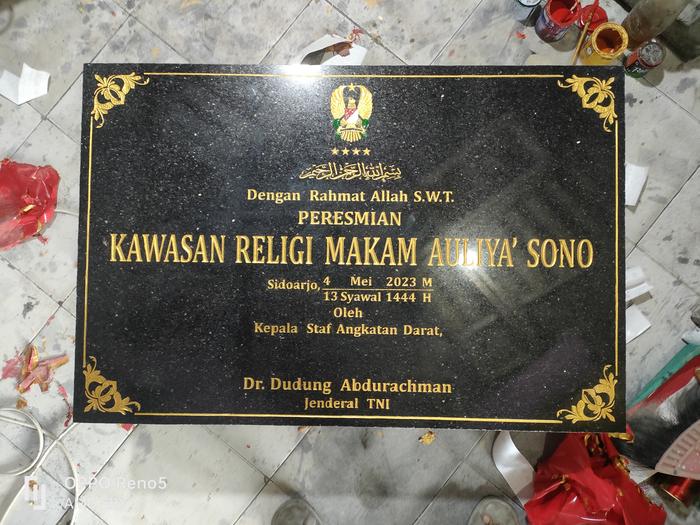 بسم الله الرحمن الرحيم
Dengan Rahmat Allah S.W.T.
PERESMIAN
KAWASAN RELIGI MAKAM AULIYA' SONO
Sidoarjo, 4 Mei 2023 M
13 Syawal 1444 H
Oleh
Kepala Staf Angkatan Darat,
Dr. Dudung Abdurachman
Jenderal TNI
OPPO Reno5